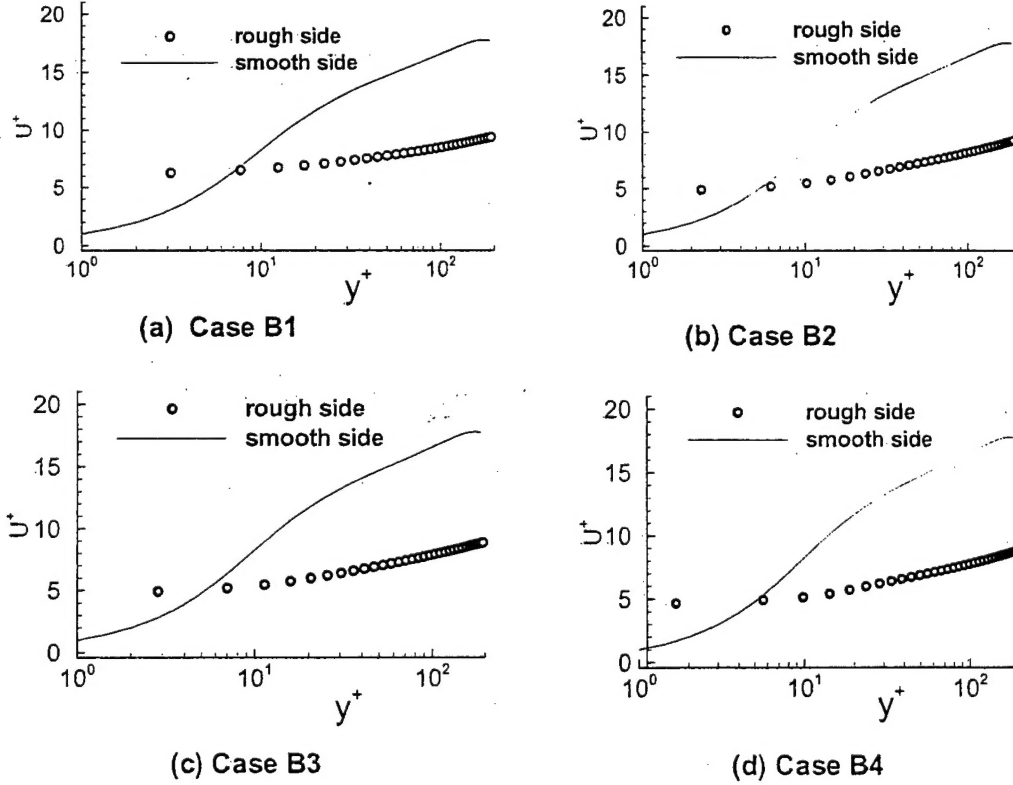 20
15
10
5
0
U⁺
rough side
smooth side
10⁰
10¹
10²
y⁺
(a) Case B1
20
15
10
5
0
U⁺
rough side
smooth side
10⁰
10¹
10²
y⁺
(b) Case B2
20
15
10
5
0
U⁺
rough side
smooth side
10⁰
10¹
10²
y⁺
(c) Case B3
20
15
10
5
0
U⁺
rough side
smooth side
10⁰
10¹
10²
y⁺
(d) Case B4